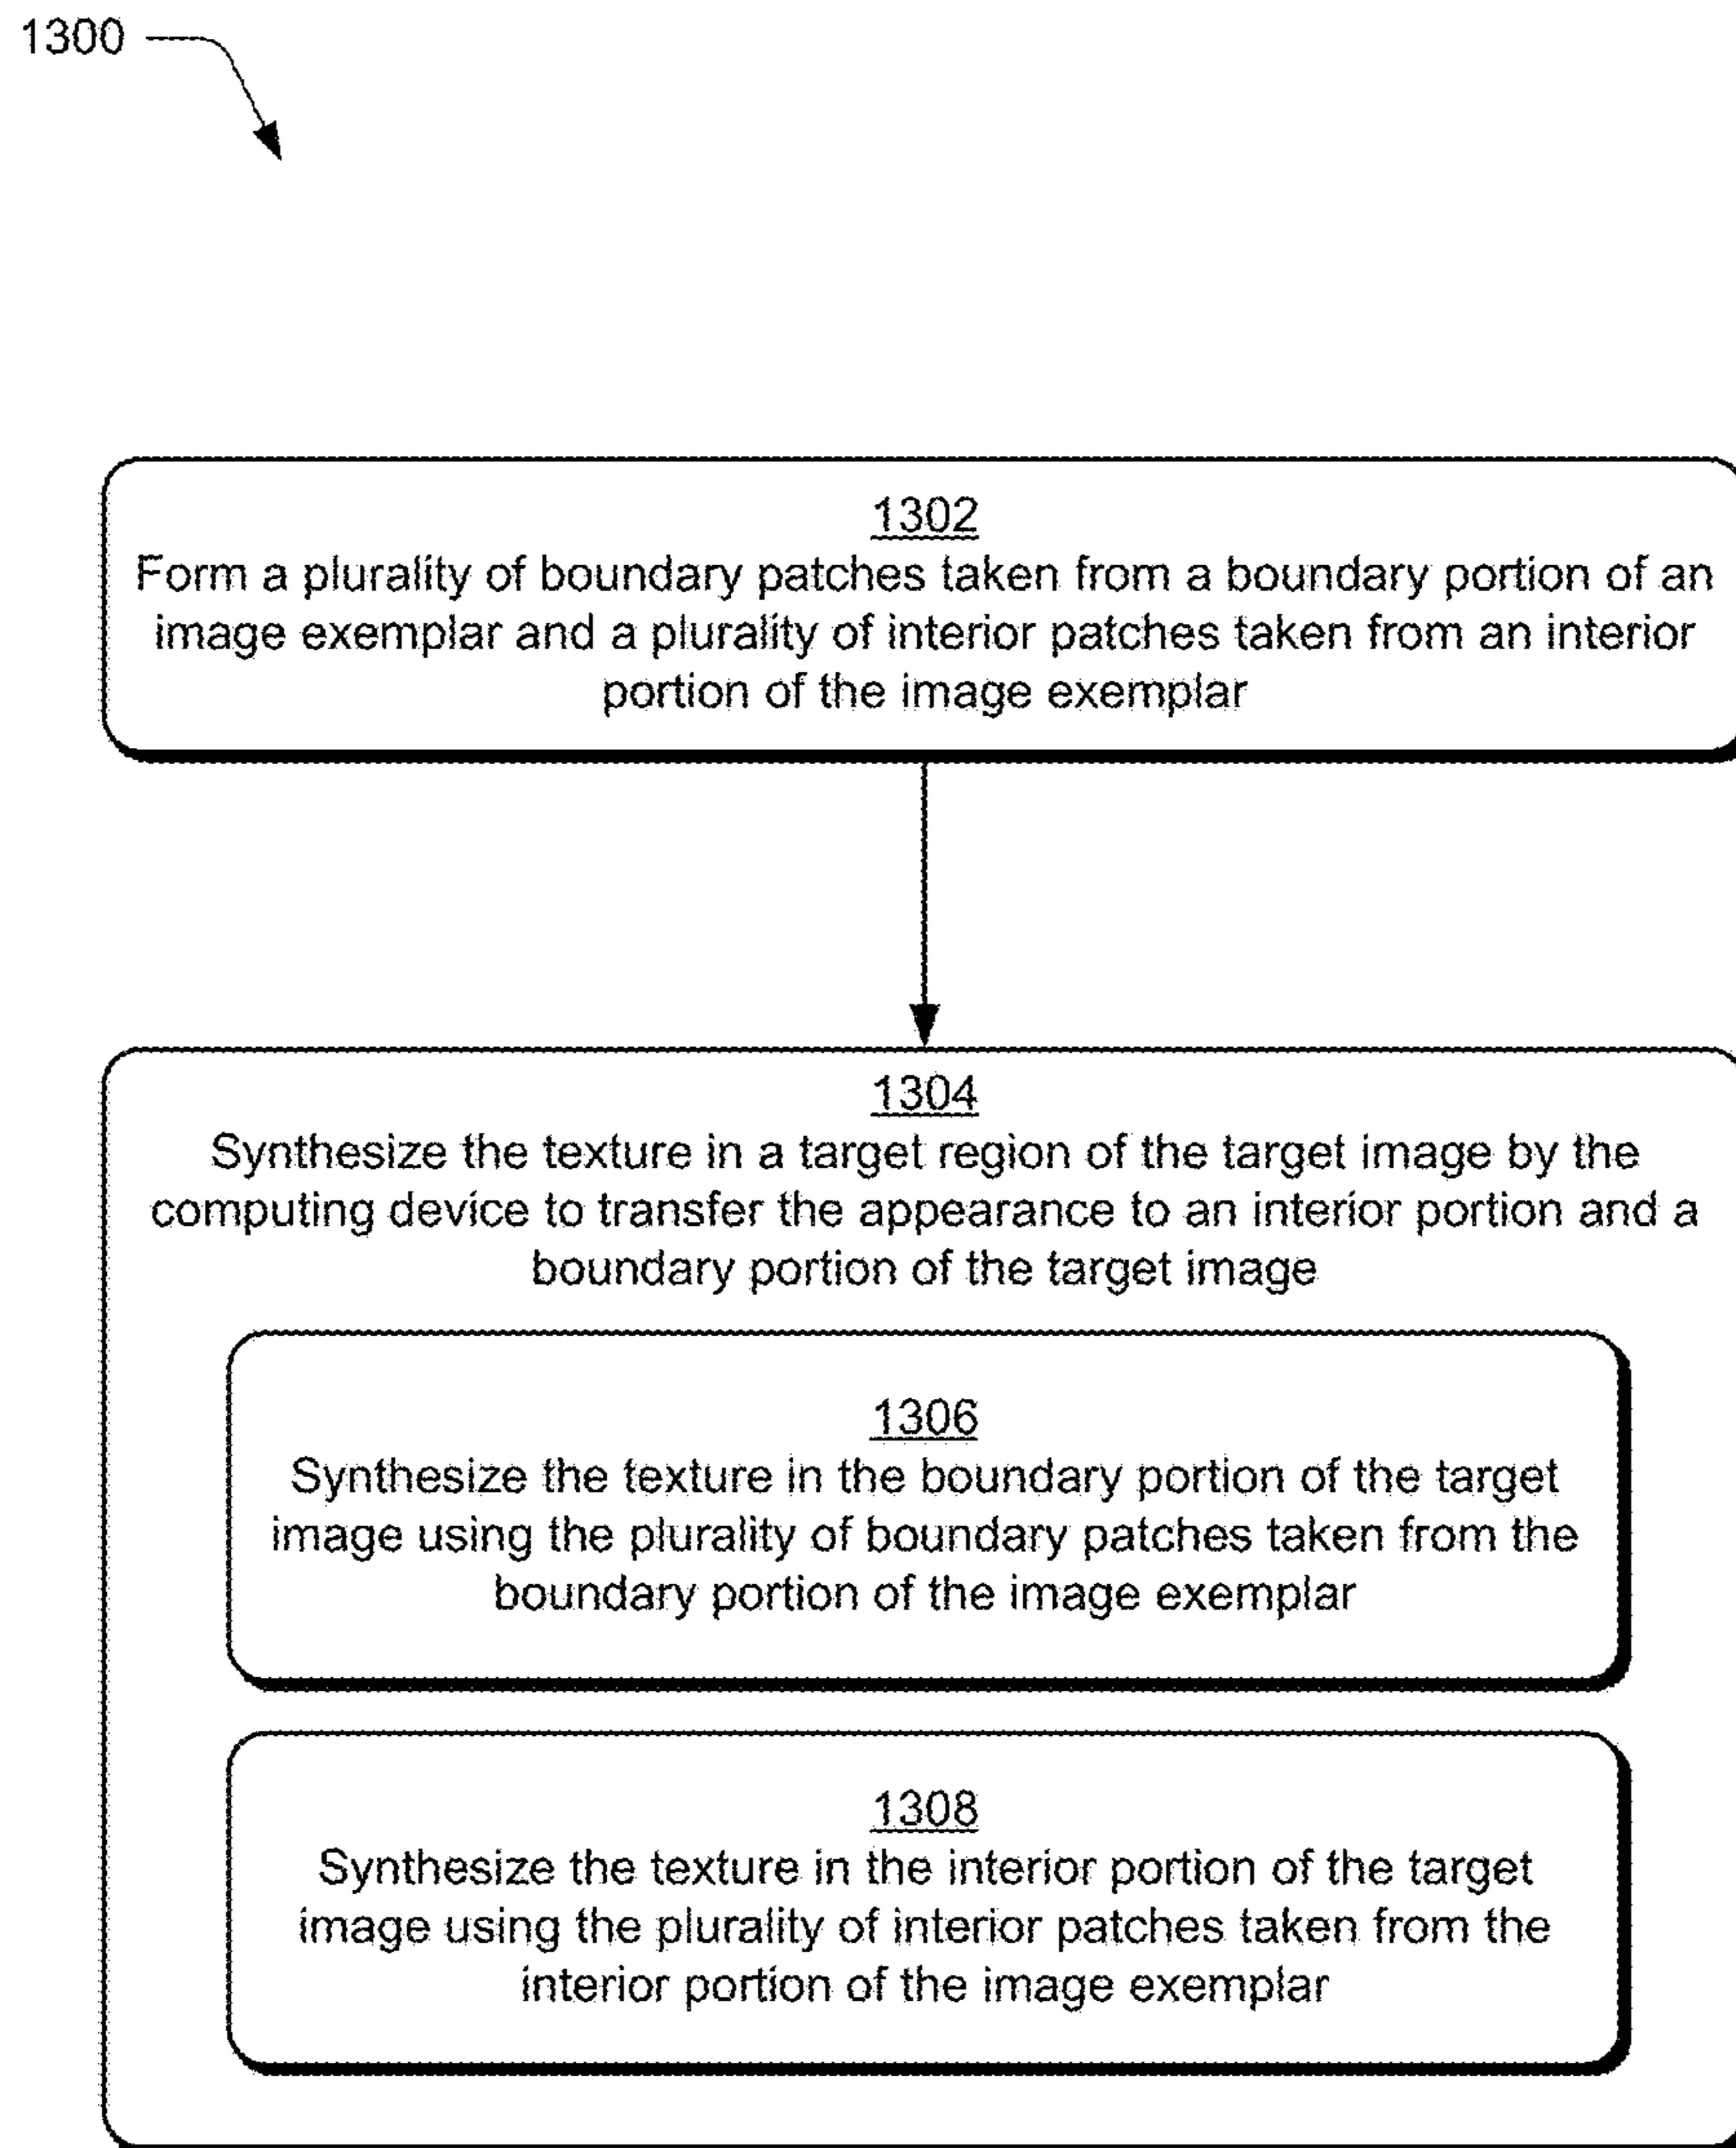 1300
1302
Form a plurality of boundary patches taken from a boundary portion of an
image exemplar and a plurality of interior patches taken from an interior
portion of the image exemplar
1304
Synthesize the texture in a target region of the target image by the
computing device to transfer the appearance to an interior portion and a
boundary portion of the target image
1306
Synthesize the texture in the boundary portion of the target
image using the plurality of boundary patches taken from the
boundary portion of the image exemplar
1308
Synthesize the texture in the interior portion of the target
image using the plurality of interior patches taken from the
interior portion of the image exemplar